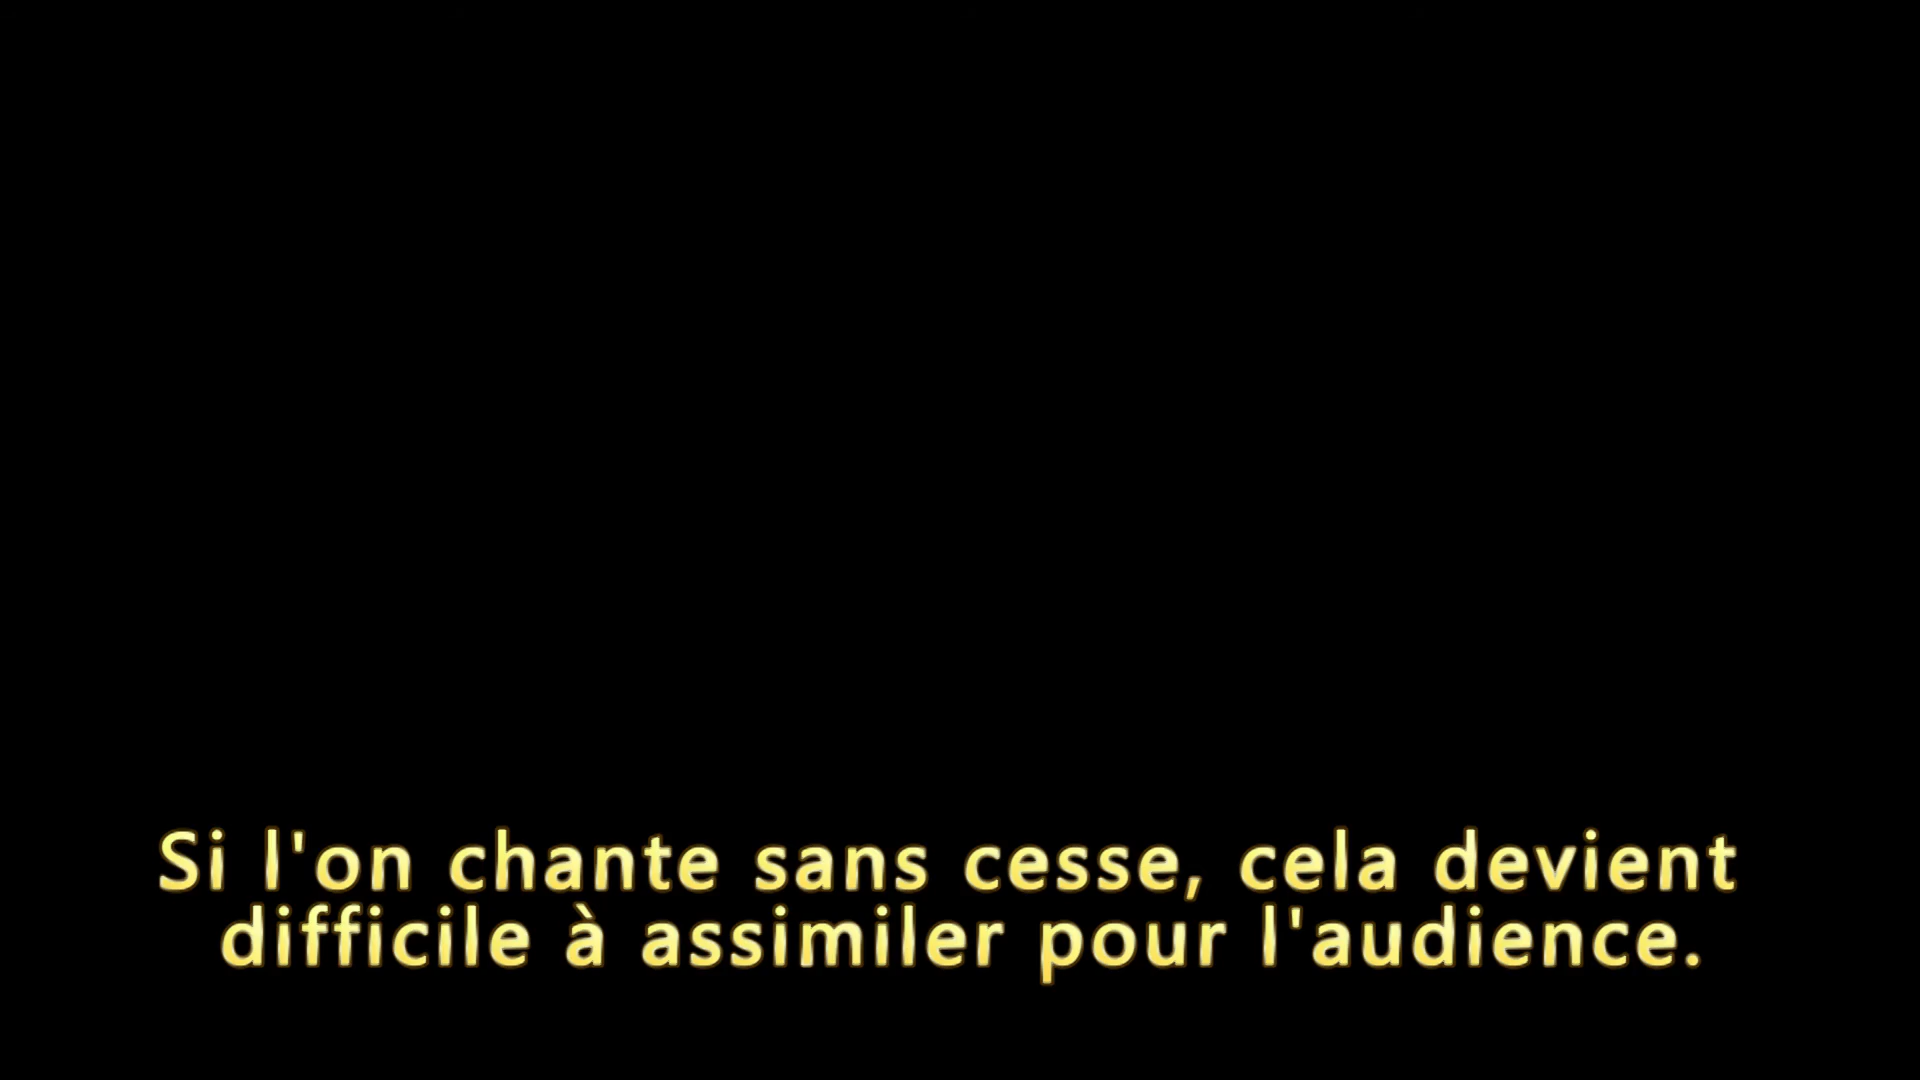 Si l'on chante sans cesse, cela devient
difficile à assimiler pour l'audience.